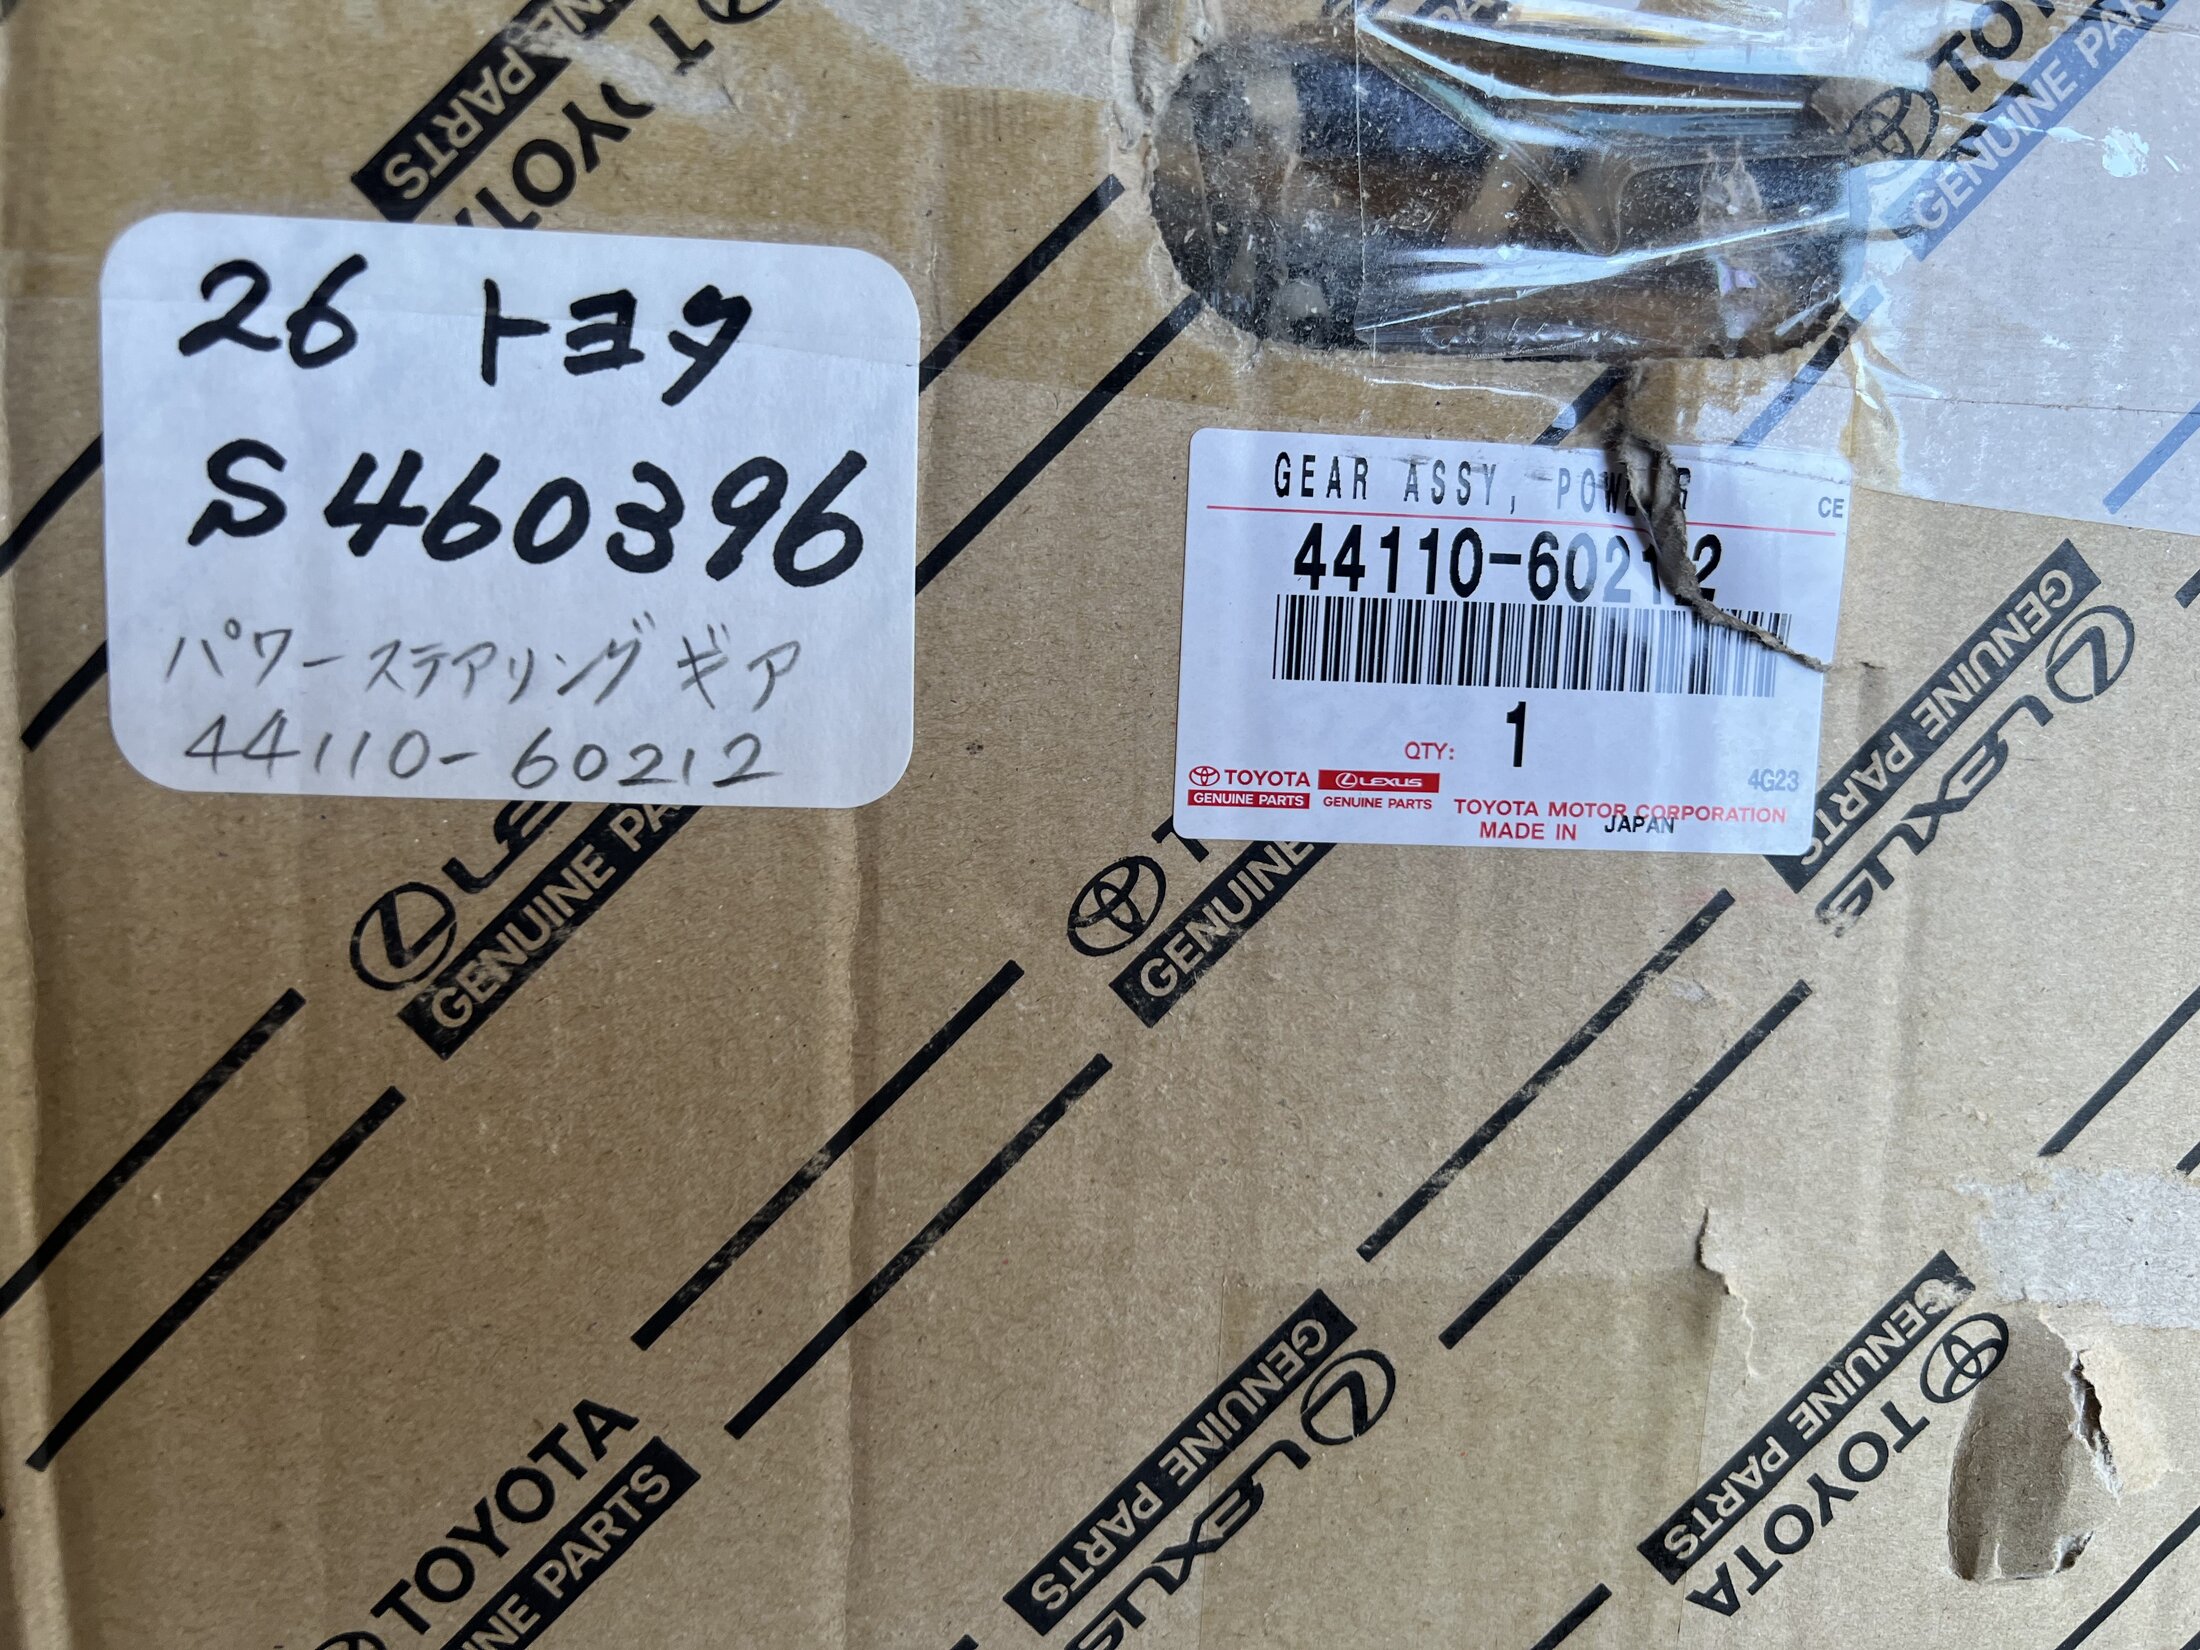 26 トヨタ
S460396
パワーステアリングギア
44110-60212
GEAR ASSY, POWER
CE
44110-60212
QTY: 1
TOYOTA
GENUINE PARTS
LEXUS
GENUINE PARTS
4G23
TOYOTA MOTOR CORPORATION
MADE IN JAPAN
PARTS
TOYOTA
TOYOTA
GENUINE PARTS
LEXUS
GENUINE PARTS
GENUINE
LEXUS
GENUINE PARTS
TOYOTA
GENUINE PARTS
LEXUS
GENUINE PARTS
TOYOTA
GENUINE PARTS